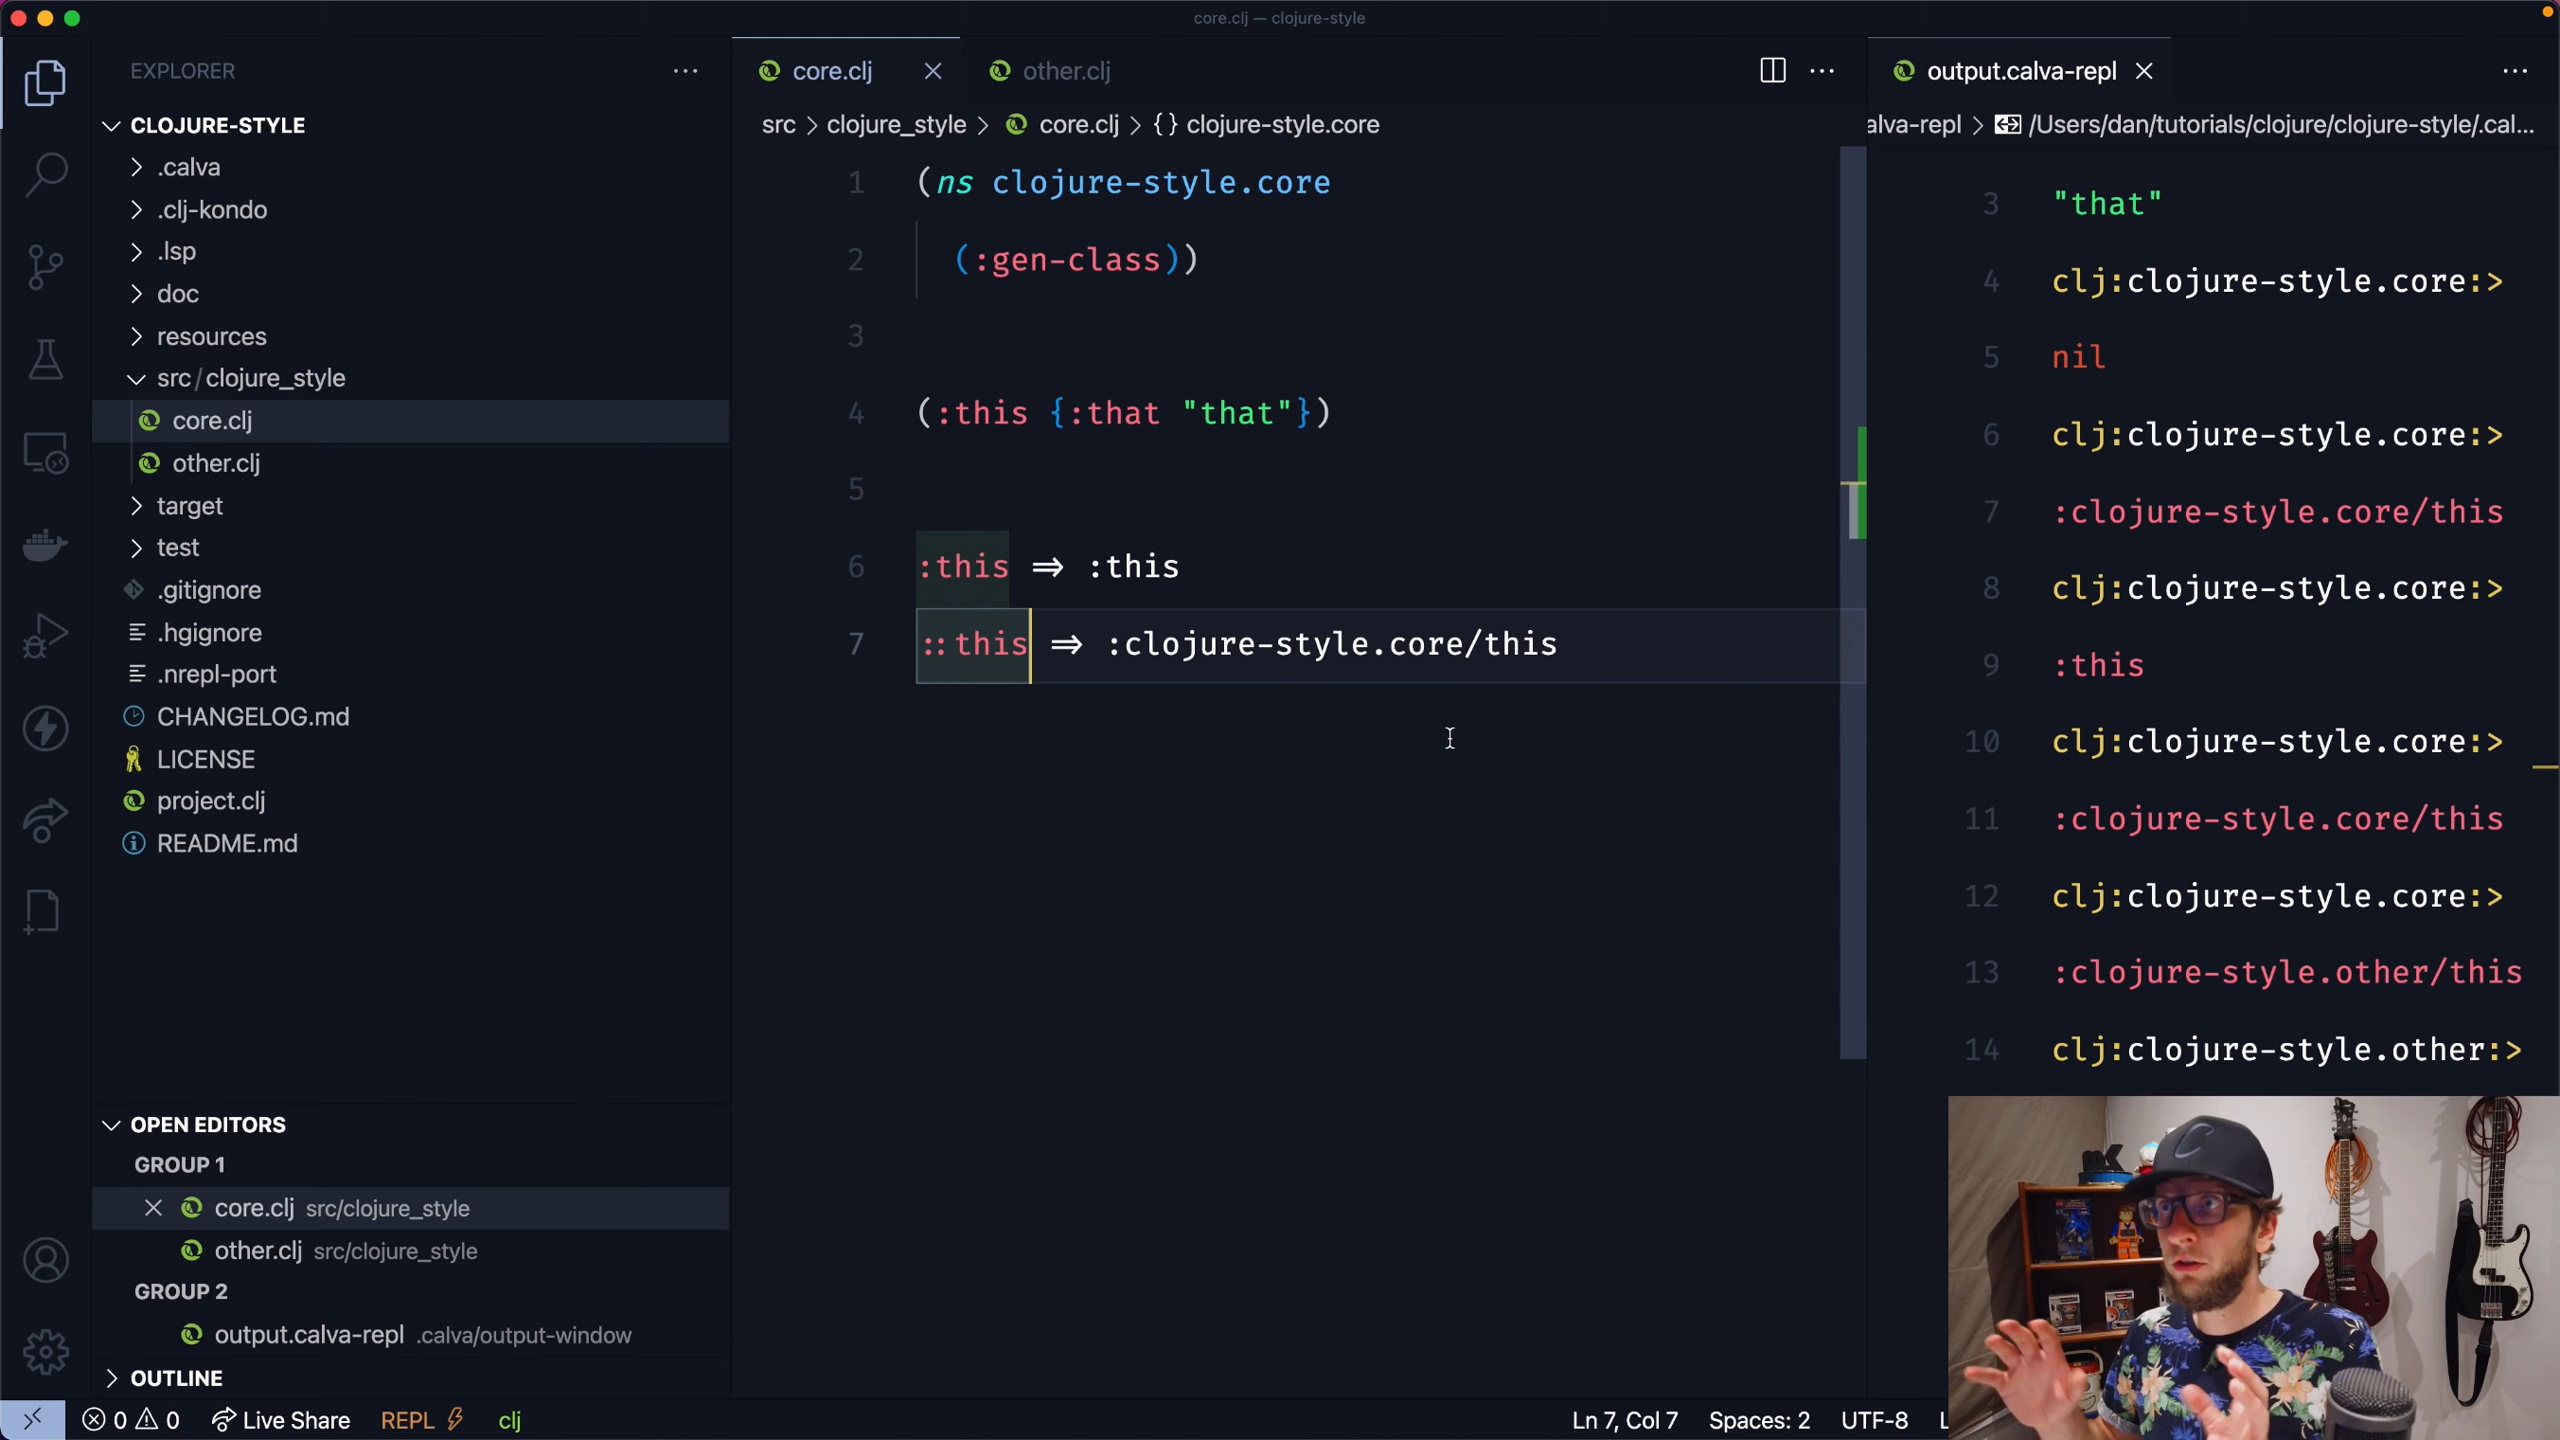 core.clj — clojure-style
EXPLORER
CLOJURE-STYLE
.calva
.clj-kondo
.lsp
doc
resources
src/clojure_style
core.clj
other.clj
target
test
.gitignore
.hgignore
.nrepl-port
CHANGELOG.md
LICENSE
project.clj
README.md
OPEN EDITORS
GROUP 1
core.clj src/clojure_style
other.clj src/clojure_style
GROUP 2
output.calva-repl .calva/output-window
OUTLINE
core.clj
other.clj
src > clojure_style > core.clj > {} clojure-style.core
1 (ns clojure-style.core
2 (:gen-class))
3
4 (:this {:that "that"})
5
6 :this => :this
7 ::this => :clojure-style.core/this
output.calva-repl
alva-repl > /Users/dan/tutorials/clojure/clojure-style/.cal...
3 "that"
4 clj:clojure-style.core:>
5 nil
6 clj:clojure-style.core:>
7 :clojure-style.core/this
8 clj:clojure-style.core:>
9 :this
10 clj:clojure-style.core:>
11 :clojure-style.core/this
12 clj:clojure-style.core:>
13 :clojure-style.other/this
14 clj:clojure-style.other:>
0 0 Live Share REPL clj
Ln 7, Col 7 Spaces: 2 UTF-8 L